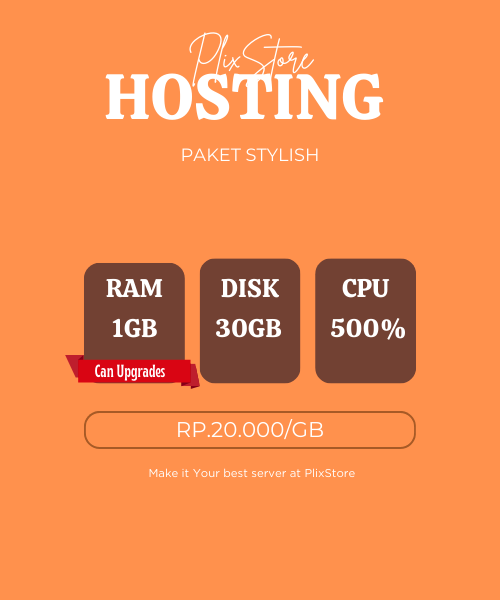 PlixStore
HOSTING
PAKET STYLISH
RAM
1GB
Can Upgrades
DISK
30GB
CPU
500%
RP.20.000/GB
Make it Your best server at PlixStore